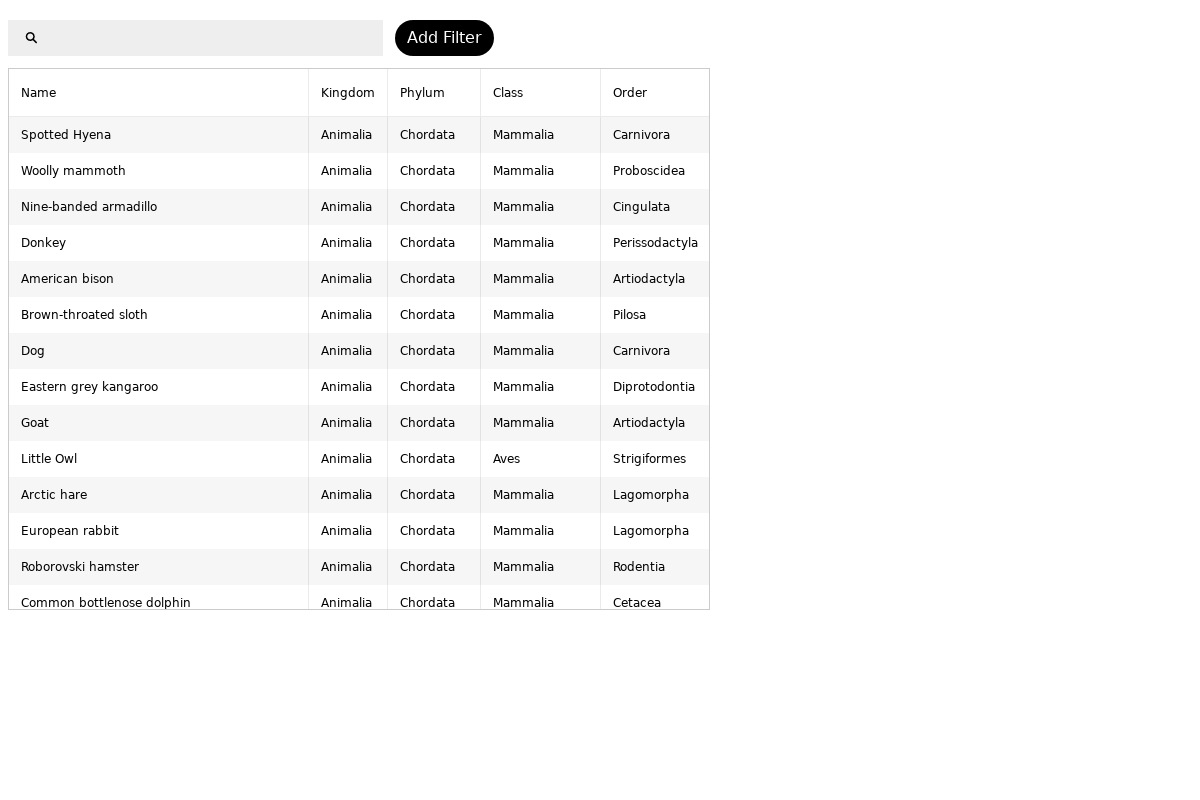 Add Filter
Name Kingdom Phylum Class Order
Spotted Hyena Animalia Chordata Mammalia Carnivora
Woolly mammoth Animalia Chordata Mammalia Proboscidea
Nine-banded armadillo Animalia Chordata Mammalia Cingulata
Donkey Animalia Chordata Mammalia Perissodactyla
American bison Animalia Chordata Mammalia Artiodactyla
Brown-throated sloth Animalia Chordata Mammalia Pilosa
Dog Animalia Chordata Mammalia Carnivora
Eastern grey kangaroo Animalia Chordata Mammalia Diprotodontia
Goat Animalia Chordata Mammalia Artiodactyla
Little Owl Animalia Chordata Aves Strigiformes
Arctic hare Animalia Chordata Mammalia Lagomorpha
European rabbit Animalia Chordata Mammalia Lagomorpha
Roborovski hamster Animalia Chordata Mammalia Rodentia
Common bottlenose dolphin Animalia Chordata Mammalia Cetacea